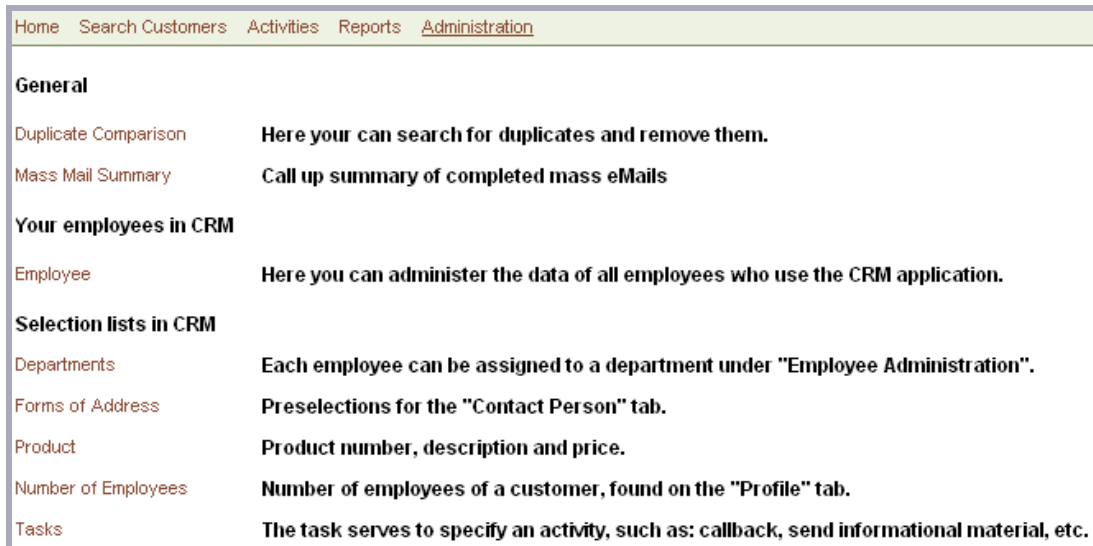 Home Search Customers Activities Reports Administration
General
Duplicate Comparison Here your can search for duplicates and remove them.
Mass Mail Summary Call up summary of completed mass eMails
Your employees in CRM
Employee Here you can administer the data of all employees who use the CRM application.
Selection lists in CRM
Departments Each employee can be assigned to a department under "Employee Administration".
Forms of Address Preselections for the "Contact Person" tab.
Product Product number, description and price.
Number of Employees Number of employees of a customer, found on the "Profile" tab.
Tasks The task serves to specify an activity, such as: callback, send informational material, etc.